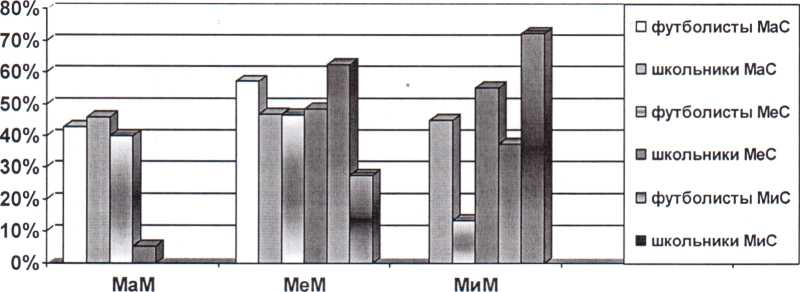 80%
70%
60%
50%
40%
30%
20%
10%
0%
МаМ
МеМ
МиМ
футболисты МаС
школьники МаС
футболисты МеС
школьники МеС
футболисты МиС
школьники МиС